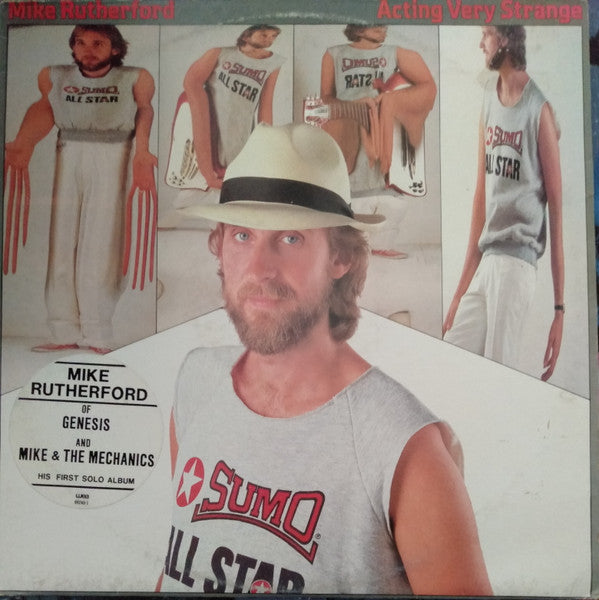 Mike Rutherford
Acting Very Strange
SUMO
ALL STAR
SUMO
ALL STAR
SUMO
ALL STAR
SUMO
ALL STAR
MIKE
RUTHERFORD
OF
GENESIS
AND
MIKE & THE MECHANICS
HIS FIRST SOLO ALBUM
wea
SUMO
ALL STAR